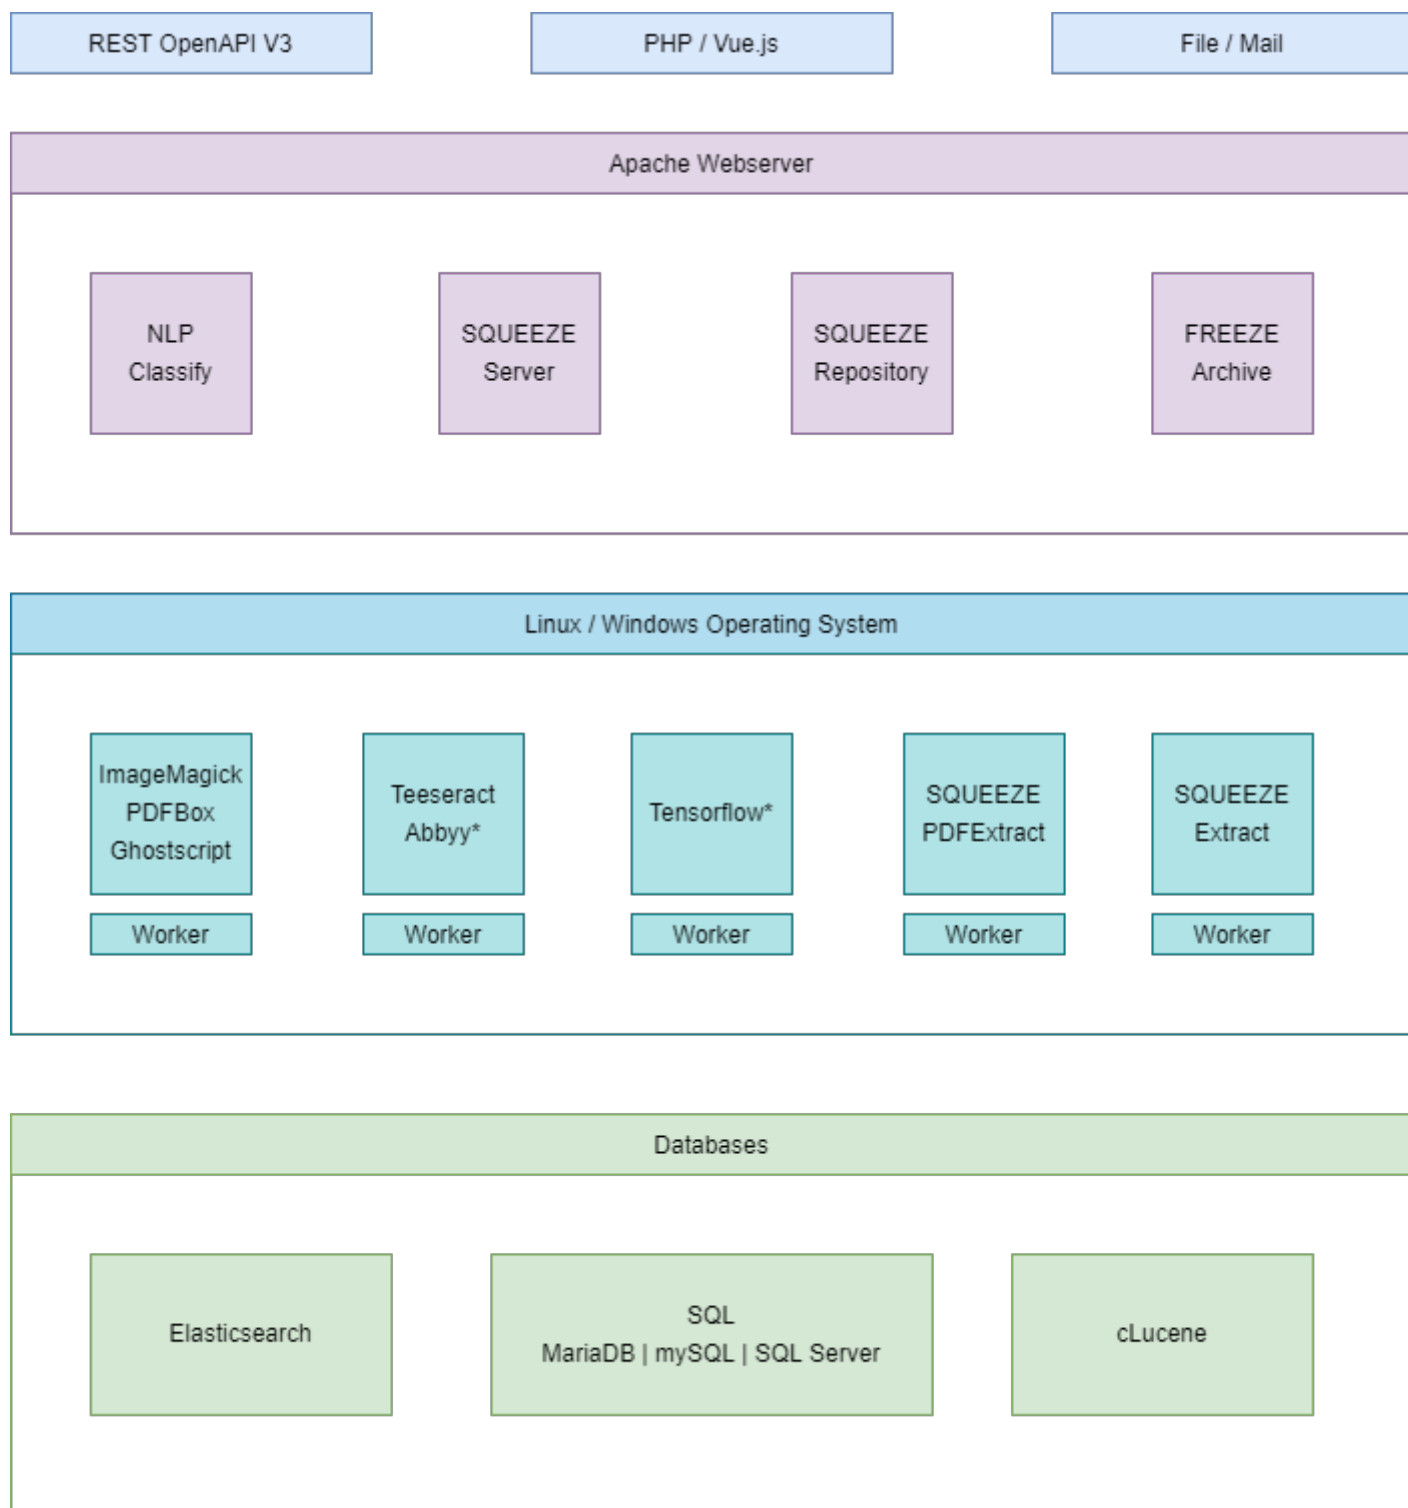 REST OpenAPI V3
PHP / Vue.js
File / Mail
Apache Webserver
NLP
Classify
SQUEEZE
Server
SQUEEZE
Repository
FREEZE
Archive
Linux / Windows Operating System
ImageMagick
PDFBox
Ghostscript
Teeseract
Abbyy*
Tensorflow*
SQUEEZE
PDFExtract
SQUEEZE
Extract
Worker
Worker
Worker
Worker
Worker
Databases
Elasticsearch
SQL
MariaDB | mySQL | SQL Server
cLucene